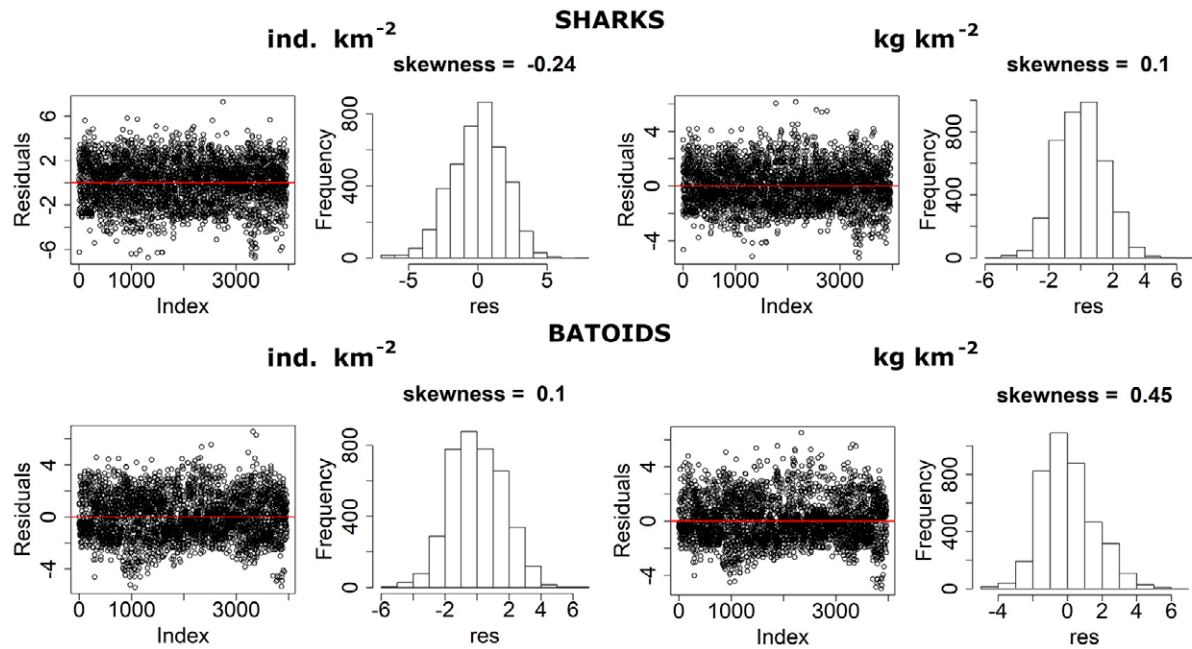 SHARKS
ind. km-2
kg km-2
skewness = -0.24
skewness = 0.1
Residuals
6
2
-2
-6
0 1000 3000
Index
Frequency
800
400
0
-5 0 5
res
Residuals
4
0
-4
0 1000 3000
Index
Frequency
800
400
0
-6 -2 2 4 6
res
BATOIDS
ind. km-2
kg km-2
skewness = 0.1
skewness = 0.45
Residuals
4
0
-4
0 1000 3000
Index
Frequency
800
400
0
-6 -2 2 4 6
res
Residuals
4
0
-4
0 1000 3000
Index
Frequency
800
400
0
-4 0 2 4 6
res